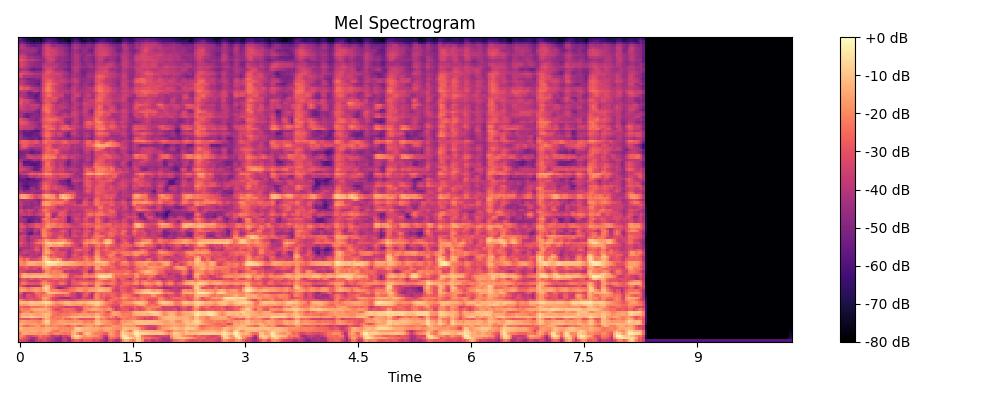 Mel Spectrogram
+0 dB
-10 dB
-20 dB
-30 dB
-40 dB
-50 dB
-60 dB
-70 dB
-80 dB
0 1.5 3 4.5 6 7.5 9
Time